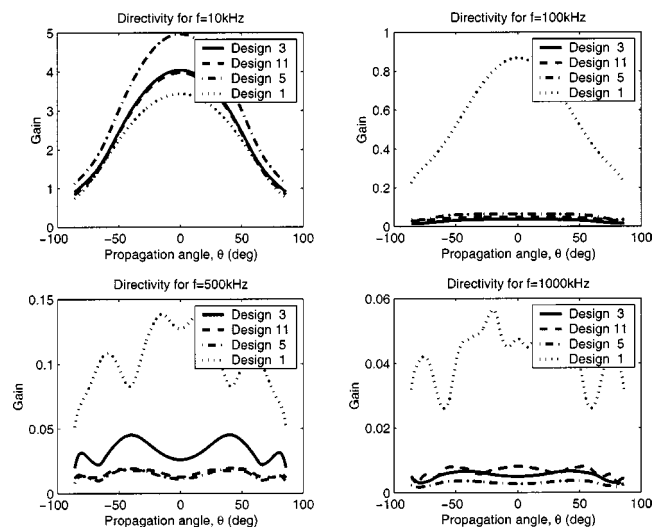 Directivity for f=10kHz
5
4
3
2
1
0
Gain
Design 3
Design 11
Design 5
Design 1
−100
−50
0
50
100
Propagation angle, θ (deg)
Directivity for f=100kHz
1
0.8
0.6
0.4
0.2
0
Gain
Design 3
Design 11
Design 5
Design 1
−100
−50
0
50
100
Propagation angle, θ (deg)
Directivity for f=500kHz
0.15
0.1
0.05
0
Gain
Design 3
Design 11
Design 5
Design 1
−100
−50
0
50
100
Propagation angle, θ (deg)
Directivity for f=1000kHz
0.06
0.04
0.02
0
Gain
Design 3
Design 11
Design 5
Design 1
−100
−50
0
50
100
Propagation angle, θ (deg)